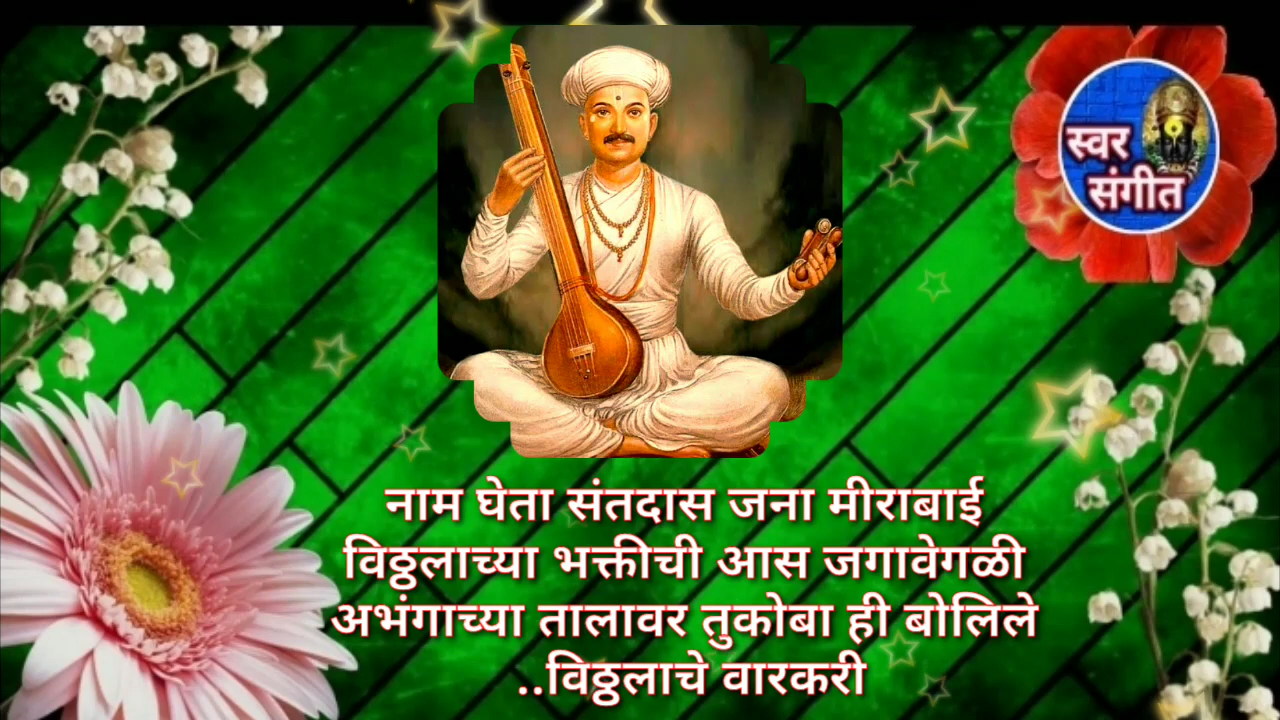 स्वर
संगीत
नाम घेता संतदास जना मीराबाई
विठ्ठलाच्या भक्तीची आस जगावेगळी
अभंगाच्या तालावर तुकोबा ही बोलिले
..विठ्ठलाचे वारकरी